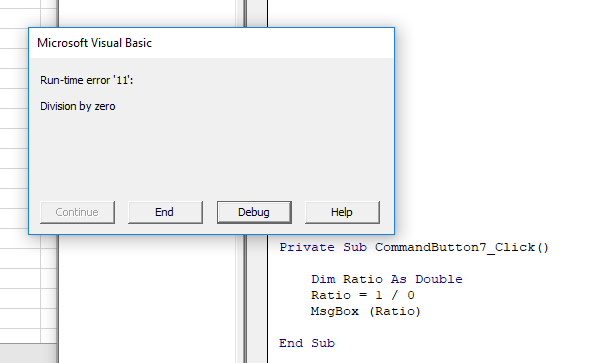 Microsoft Visual Basic
Run-time error '11':
Division by zero
Continue End Debug Help
Private Sub CommandButton7_Click()
Dim Ratio As Double
Ratio = 1 / 0
MsgBox (Ratio)
End Sub